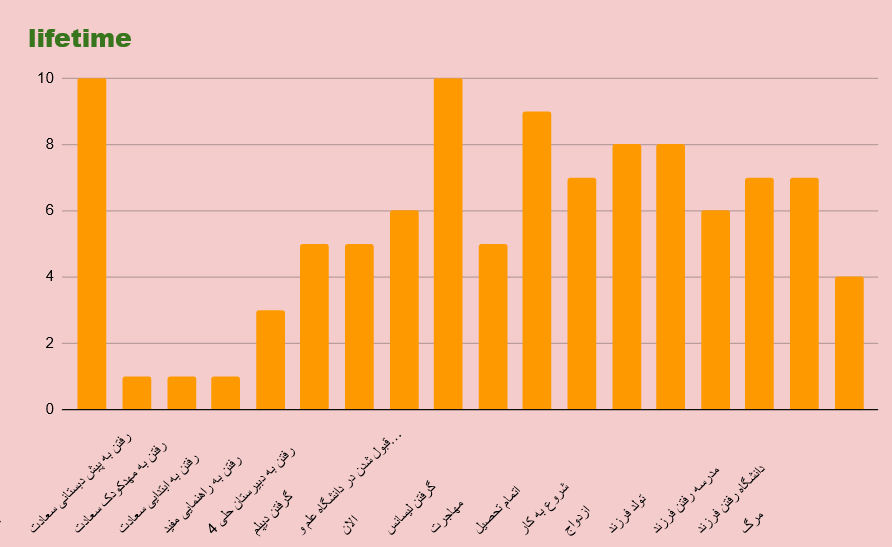 lifetime
10
8
6
4
2
0
رفتن به پیش دبستانی سعادت
رفتن به مهدکودک سعادت
رفتن به ابتدایی سعادت
رفتن به راهنمایی مفید
رفتن به دبیرستان حلی 4
گرفتن دیپلم
قبول شدن در دانشگاه علم و...
الان
گرفتن لیسانس
مهاجرت
اتمام تحصیل
شروع به کار
ازدواج
تولد فرزند
مدرسه رفتن فرزند
دانشگاه رفتن فرزند
مرگ